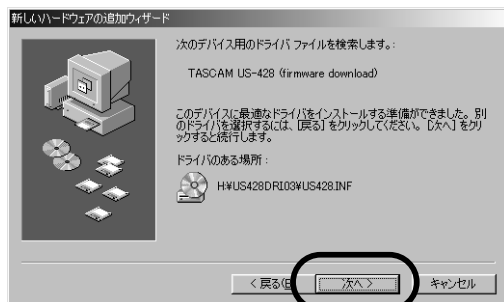 新しいハードウェアの追加ウィザード
次のデバイス用のドライバ ファイルを検索します。:
TASCAM US-428 (firmware download)
このデバイスに最適なドライバをインストールする準備ができました。別
のドライバを選択するには、[戻る] をクリックしてください。[次へ] をクリ
ックすると続行します。
ドライバのある場所:
H:¥US428DRI03¥US428.INF
< 戻る(B
次へ >
キャンセル